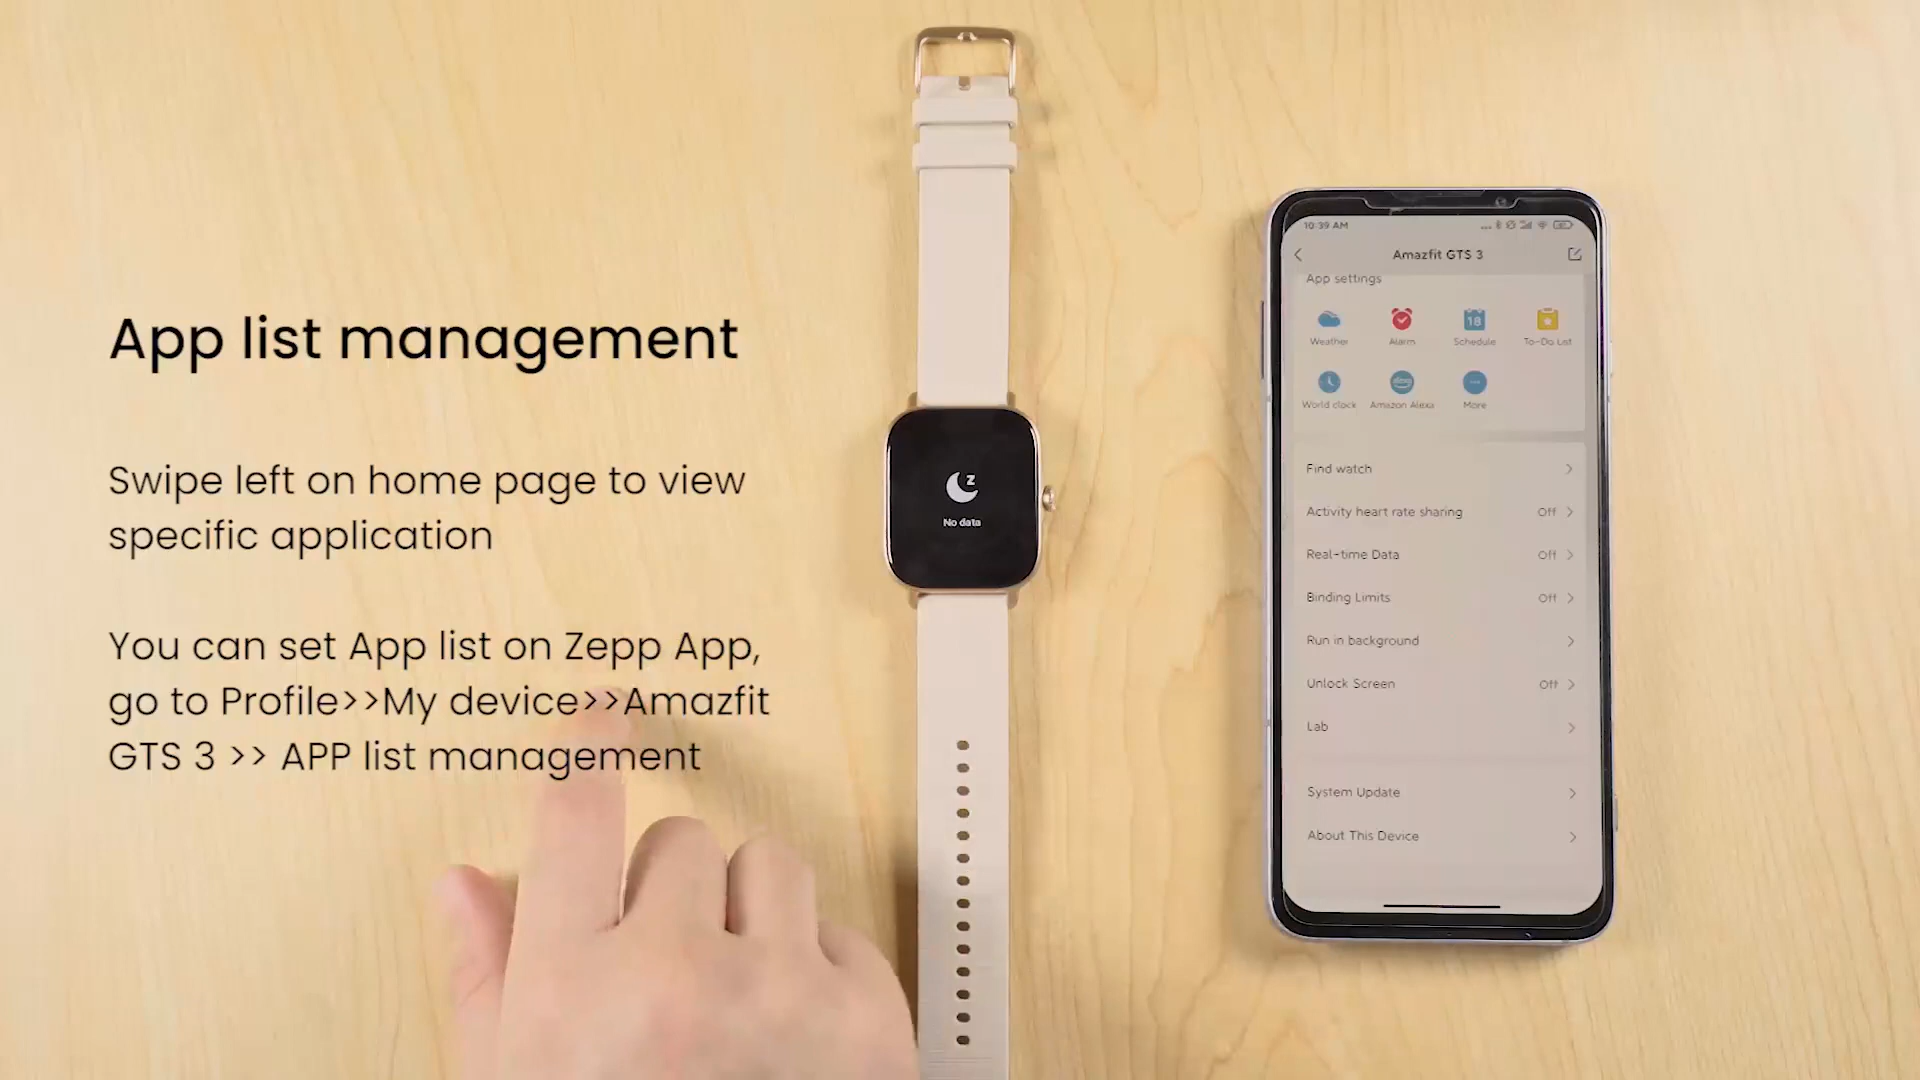 App list management
Swipe left on home page to view
specific application
You can set App list on Zepp App,
go to Profile>>My device>>Amazfit
GTS 3 >> APP list management
z
No data
10:39 AM
Amazfit GTS 3
App settings
18
Weather Alarm Schedule To-Do List
alexa
World clock Amazon Alexa More
Find watch
Activity heart rate sharing Off
Real-time Data Off
Binding Limits Off
Run in background
Unlock Screen Off
Lab
System Update
About This Device